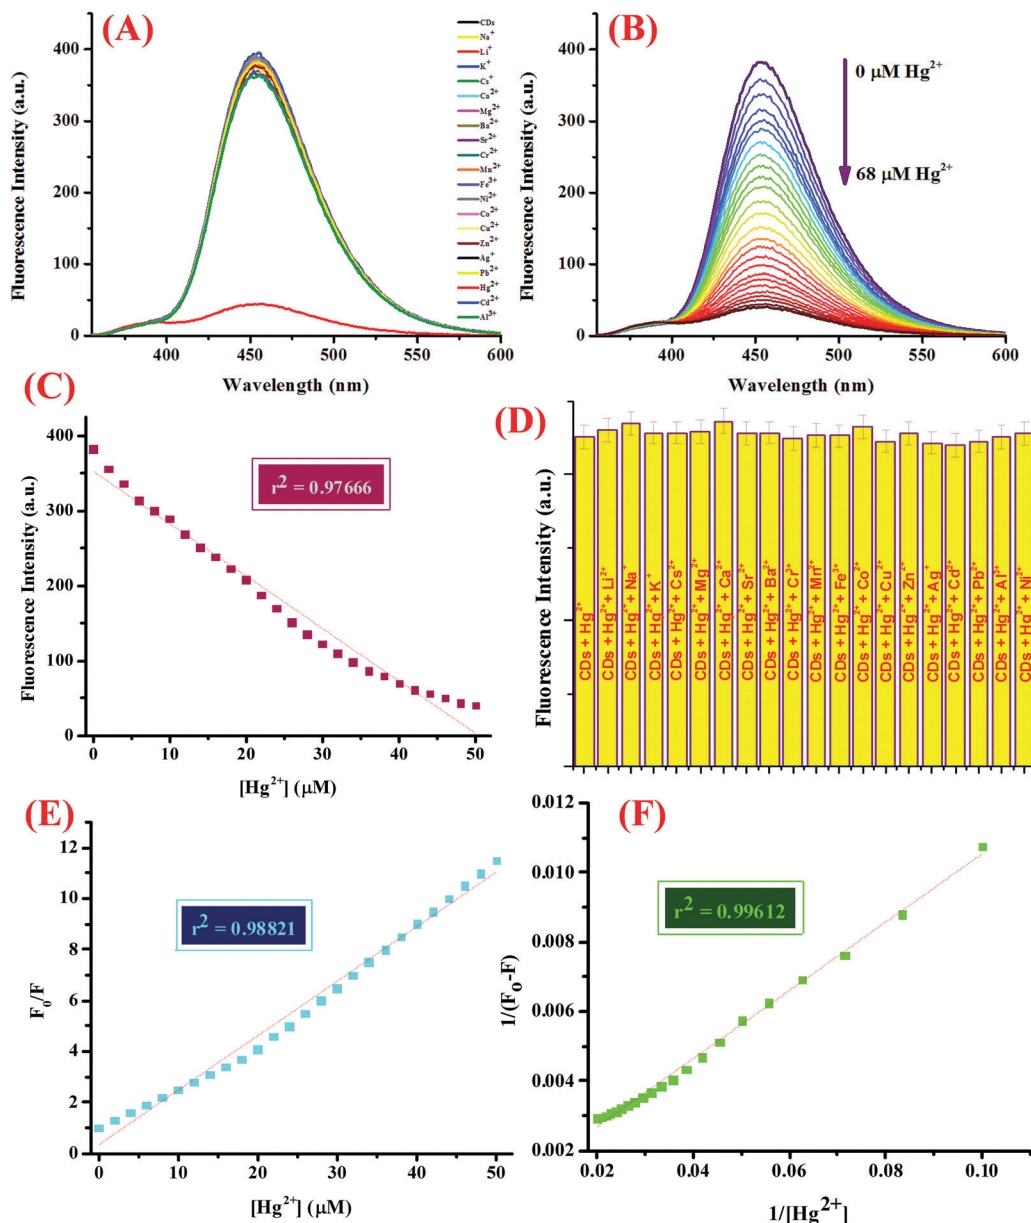 (A)
Fluorescence Intensity (a.u.)
400
300
200
100
0
400
450
500
550
600
Wavelength (nm)
CDs
Na⁺
Li⁺
K⁺
Cs⁺
Ca²⁺
Mg²⁺
Ba²⁺
Sr²⁺
Cr²⁺
Mn²⁺
Fe³⁺
Ni²⁺
Co²⁺
Cu²⁺
Zn²⁺
Ag⁺
Pb²⁺
Hg²⁺
Cd²⁺
Al³⁺
(B)
Fluorescence Intensity (a.u.)
400
300
200
100
0
400
450
500
550
600
Wavelength (nm)
0 μM Hg²⁺
68 μM Hg²⁺
(C)
Fluorescence Intensity (a.u.)
400
300
200
100
0
0
10
20
30
40
50
[Hg²⁺] (μM)
r² = 0.97666
(D)
Fluorescence Intensity (a.u.)
CDs + Hg²⁺
CDs + Hg²⁺+ Li²⁺
CDs + Hg²⁺+ Na⁺
CDs + Hg²⁺+ K⁺
CDs + Hg²⁺+ Cs²⁺
CDs + Hg²⁺+ Mg²⁺
CDs + Hg²⁺+ Ca²⁺
CDs + Hg²⁺+ Sr²⁺
CDs + Hg²⁺+ Ba²⁺
CDs + Hg²⁺+ Cr³⁺
CDs + Hg²⁺+ Mn²⁺
CDs + Hg²⁺+ Fe³⁺
CDs + Hg²⁺+ Co²⁺
CDs + Hg²⁺+ Cu²⁺
CDs + Hg²⁺+ Zn²⁺
CDs + Hg²⁺+ Ag⁺
CDs + Hg²⁺+ Cd²⁺
CDs + Hg²⁺+ Pb²⁺
CDs + Hg²⁺+ Al³⁺
CDs + Hg²⁺+ Ni²⁺
(E)
F₀/F
12
10
8
6
4
2
0
0
10
20
30
40
50
[Hg²⁺] (μM)
r² = 0.98821
(F)
1/(F₀-F)
0.012
0.010
0.008
0.006
0.004
0.002
0.02
0.04
0.06
0.08
0.10
1/[Hg²⁺]
r² = 0.99612